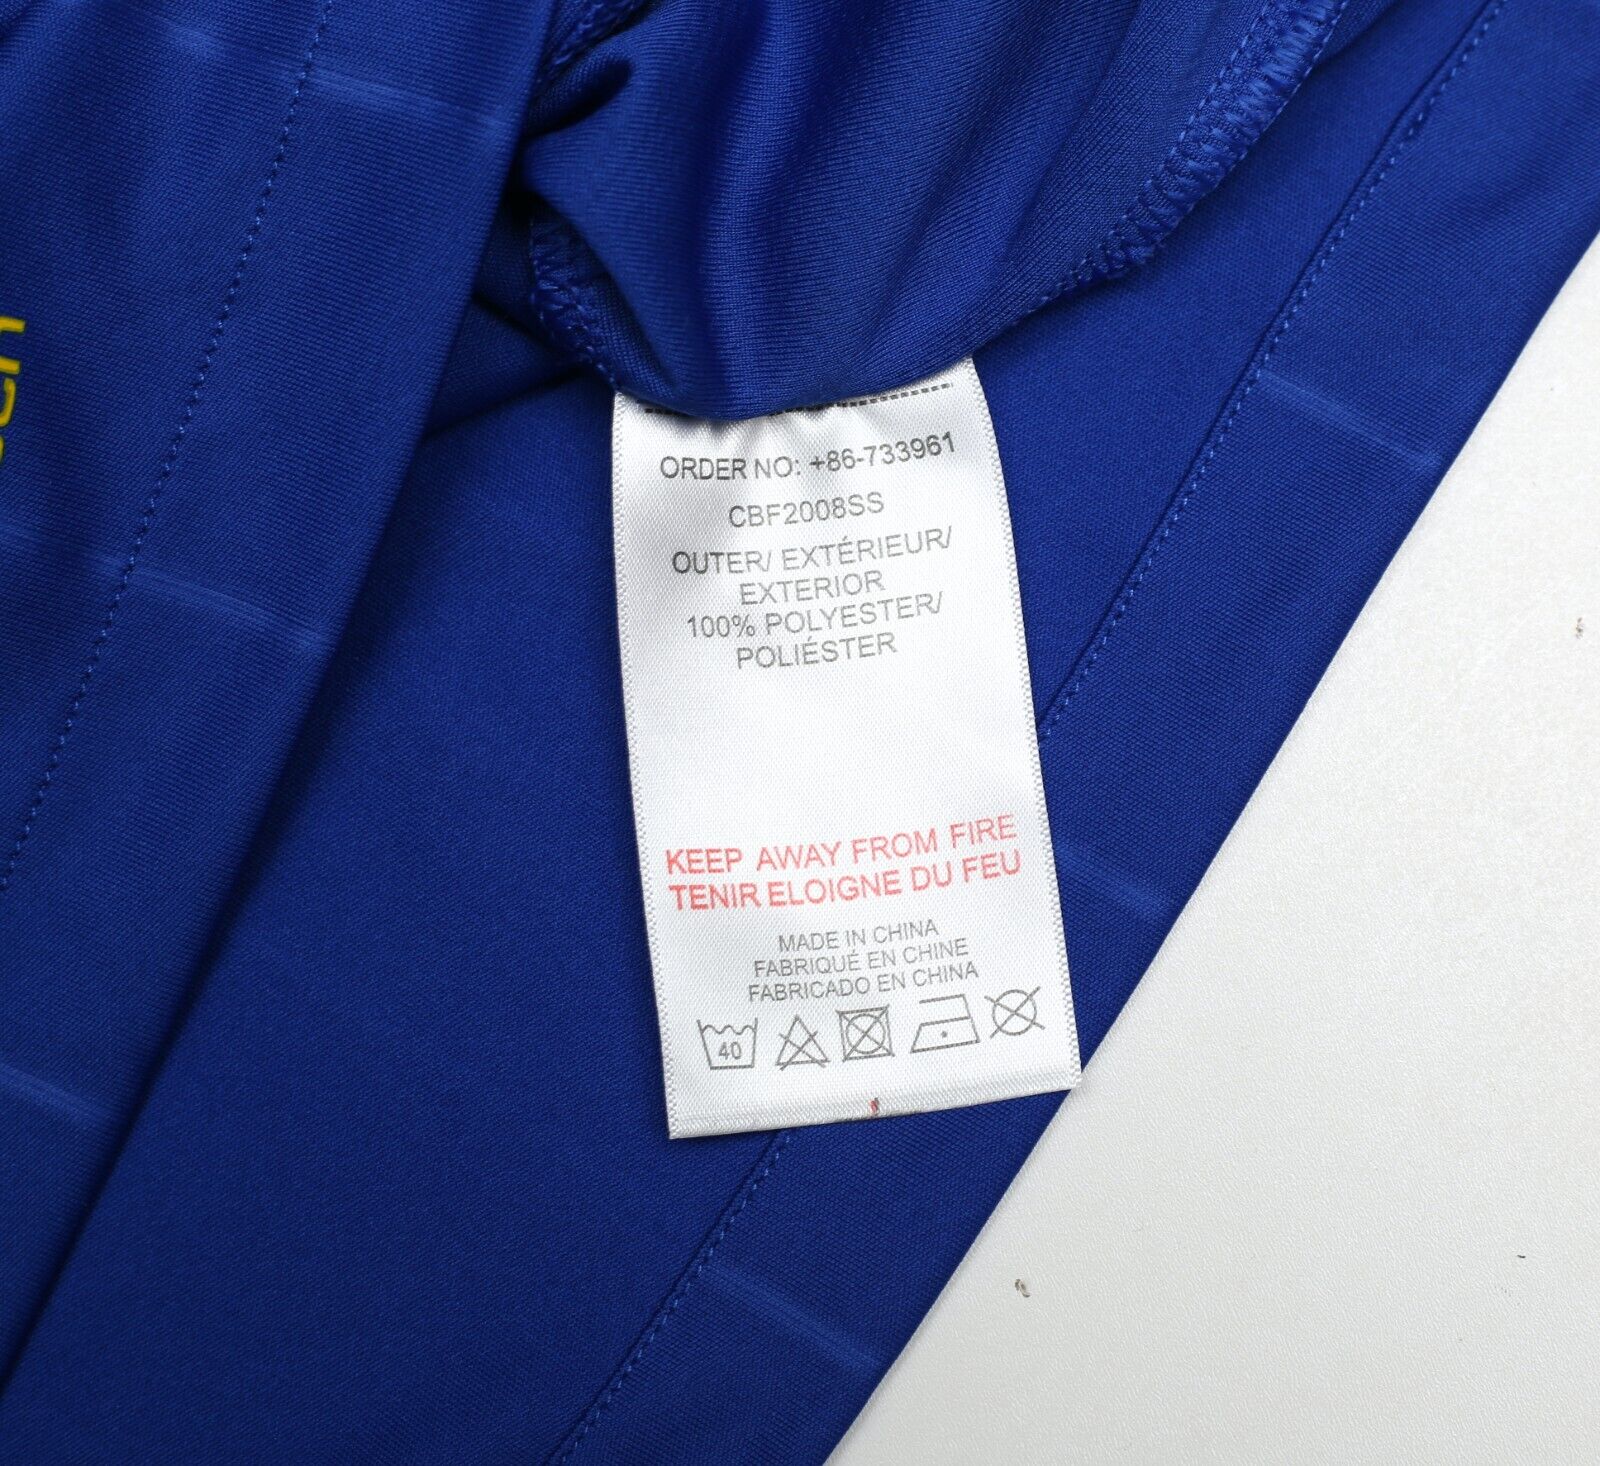 ORDER NO: +86-733961
CBF2008SS
OUTER/ EXTÉRIEUR/
EXTERIOR
100% POLYESTER/
POLIÉSTER
KEEP AWAY FROM FIRE
TENIR ELOIGNE DU FEU
MADE IN CHINA
FABRIQUÉ EN CHINE
FABRICADO EN CHINA
40